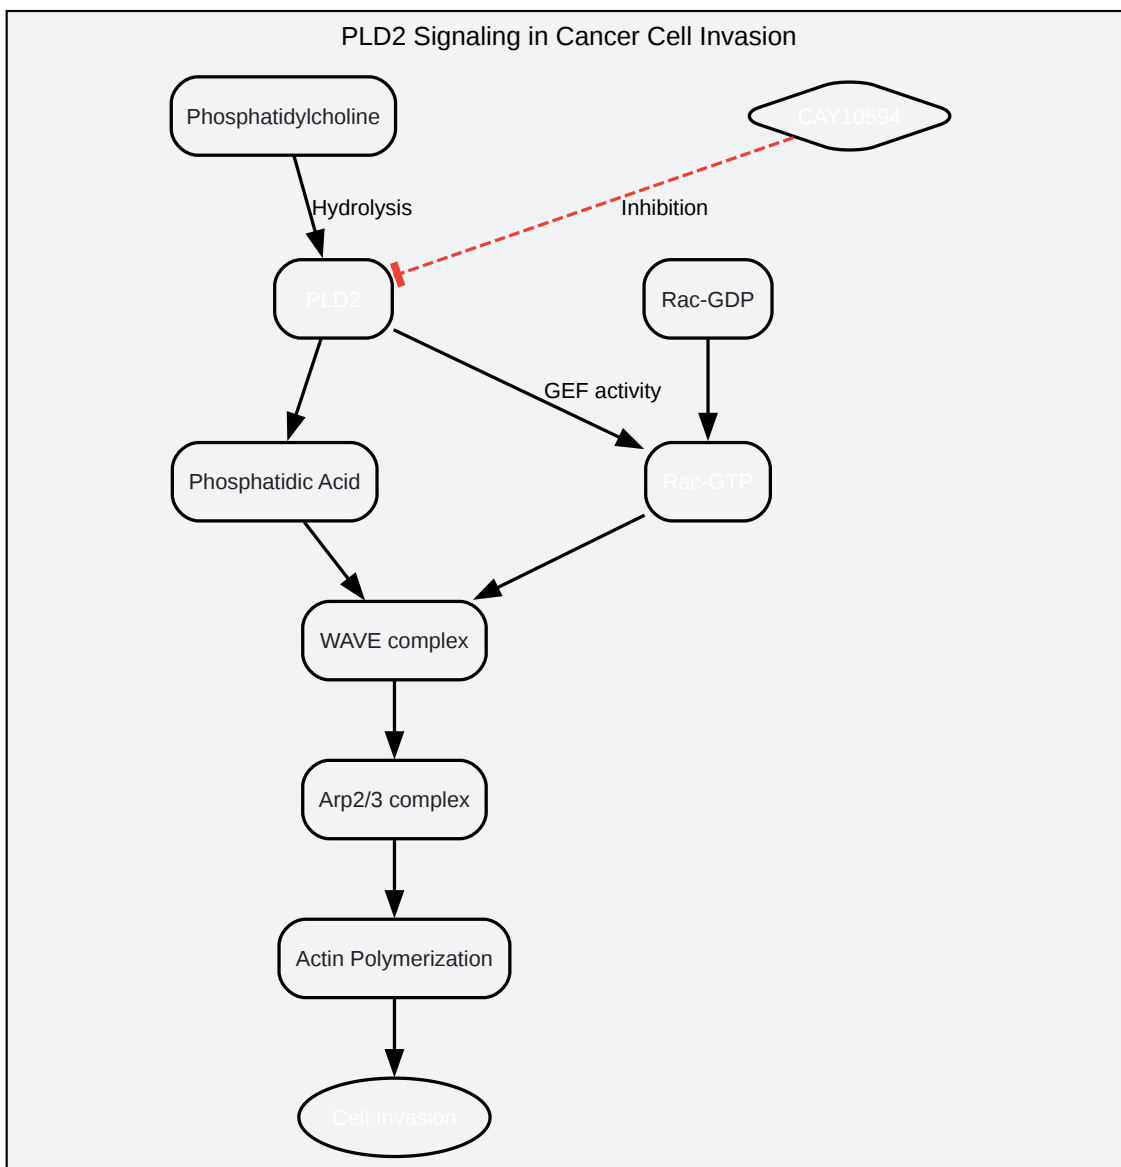 PLD2 Signaling in Cancer Cell Invasion
Phosphatidylcholine
CAY10594
Hydrolysis
Inhibition
PLD2
Rac-GDP
GEF activity
Phosphatidic Acid
Rac-GTP
WAVE complex
Arp2/3 complex
Actin Polymerization
Cell Invasion